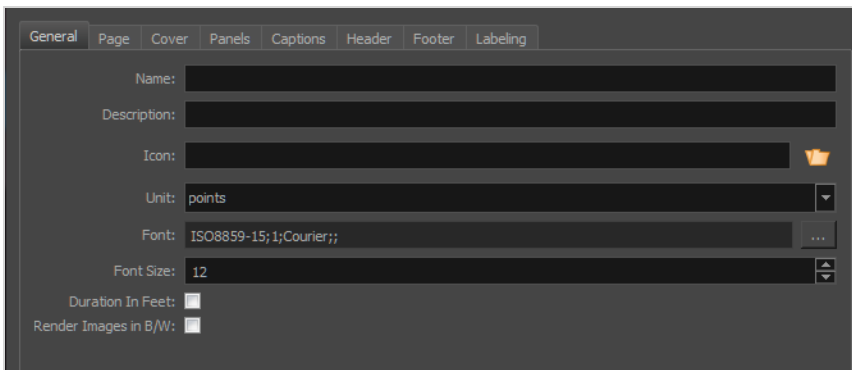 General Page Cover Panels Captions Header Footer Labeling
Name:
Description:
Icon:
Unit: points
Font: ISO8859-15;1;Courier;; ...
Font Size: 12
Duration In Feet:
Render Images in B/W: